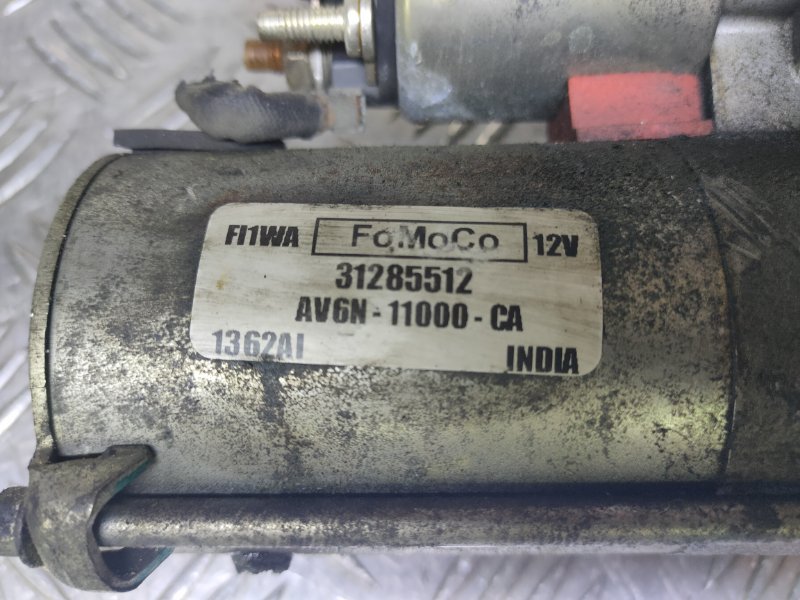 FI1WA FoMoCo 12V
31285512
AV6N - 11000 - CA
1362AI
INDIA